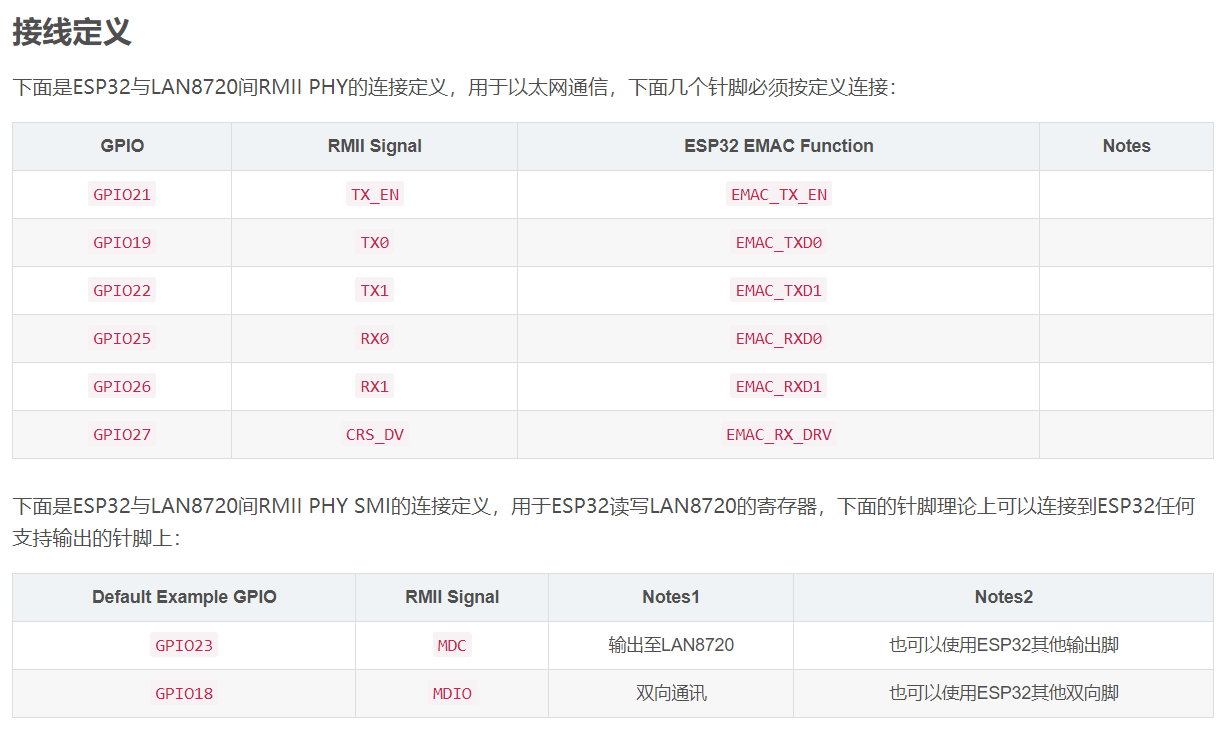 接线定义
下面是ESP32与LAN8720间RMII PHY的连接定义，用于以太网通信，下面几个针脚必须按定义连接：
GPIO RMII Signal ESP32 EMAC Function Notes
GPIO21 TX_EN EMAC_TX_EN
GPIO19 TX0 EMAC_TXD0
GPIO22 TX1 EMAC_TXD1
GPIO25 RX0 EMAC_RXD0
GPIO26 RX1 EMAC_RXD1
GPIO27 CRS_DV EMAC_RX_DRV
下面是ESP32与LAN8720间RMII PHY SMI的连接定义，用于ESP32读写LAN8720的寄存器，下面的针脚理论上可以连接到ESP32任何
支持输出的针脚上：
Default Example GPIO RMII Signal Notes1 Notes2
GPIO23 MDC 输出至LAN8720 也可以使用ESP32其他输出脚
GPIO18 MDIO 双向通讯 也可以使用ESP32其他双向脚